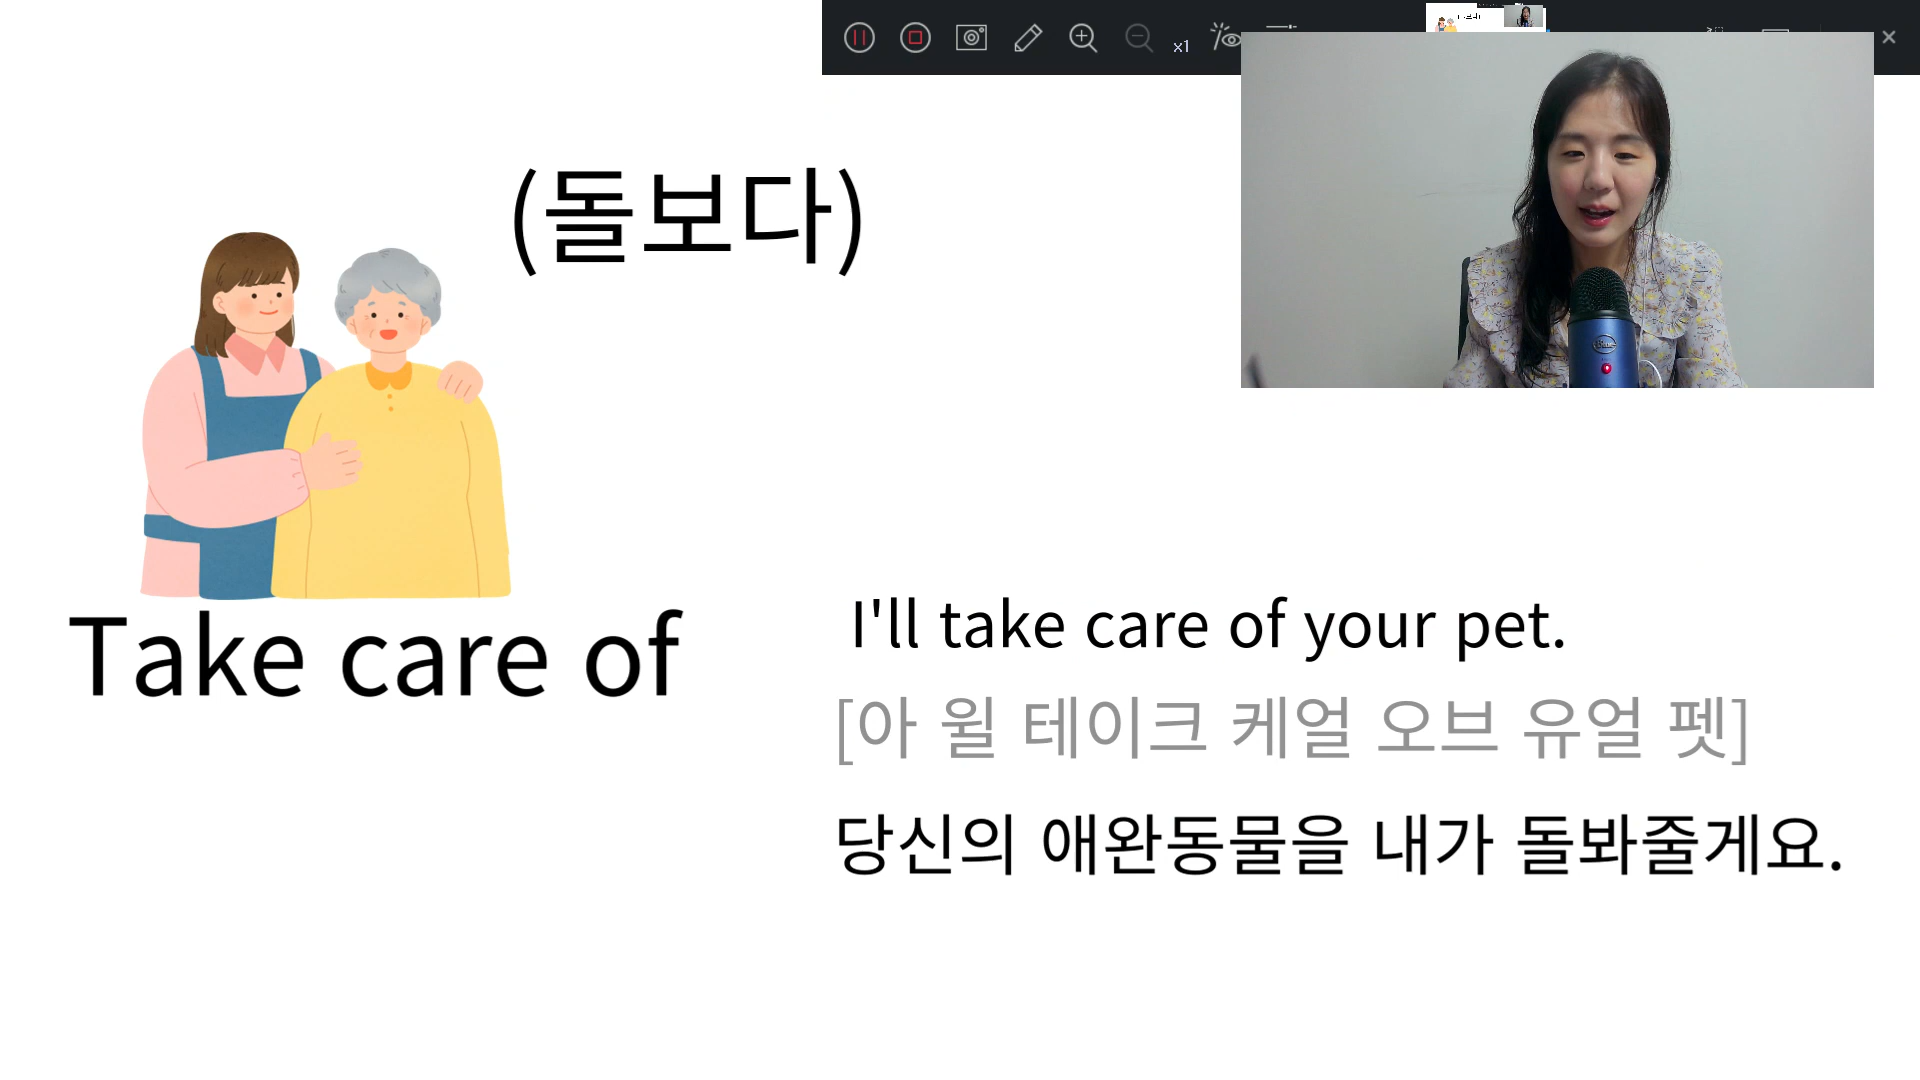 x1
(돌보다)
Take care of
I'll take care of your pet.
[아 윌 테이크 케얼 오브 유얼 펫]
당신의 애완동물을 내가 돌봐줄게요.